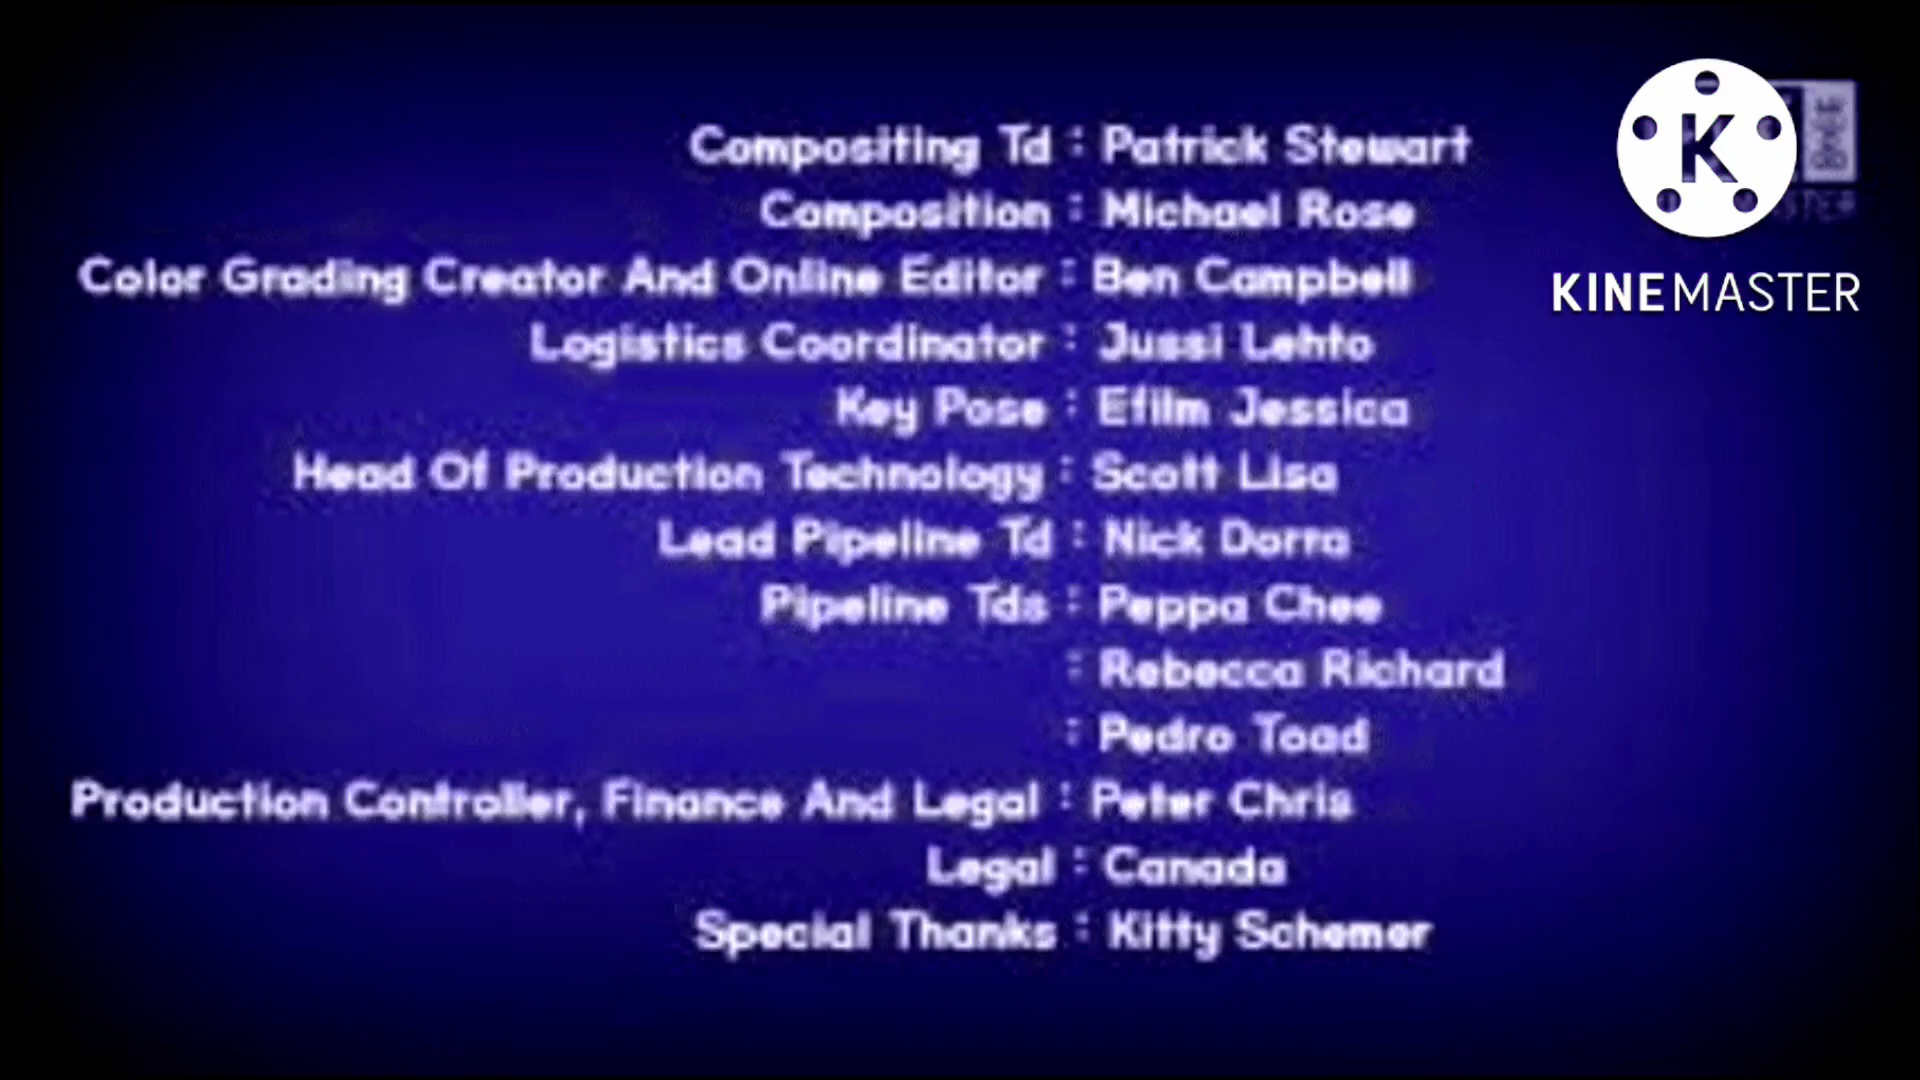 Compositing Td : Patrick Stewart
Composition : Michael Rose
Color Grading Creator And Online Editor : Ben Campbell
Logistics Coordinator : Jussi Lehto
Key Pose : Efilm Jessica
Head Of Production Technology : Scott Lisa
Lead Pipeline Td : Nick Dorra
Pipeline Tds : Peppa Chee
: Rebecca Richard
: Pedro Toad
Production Controller, Finance And Legal : Peter Chris
Legal : Canada
Special Thanks : Kitty Schemer
K
KINEMASTER